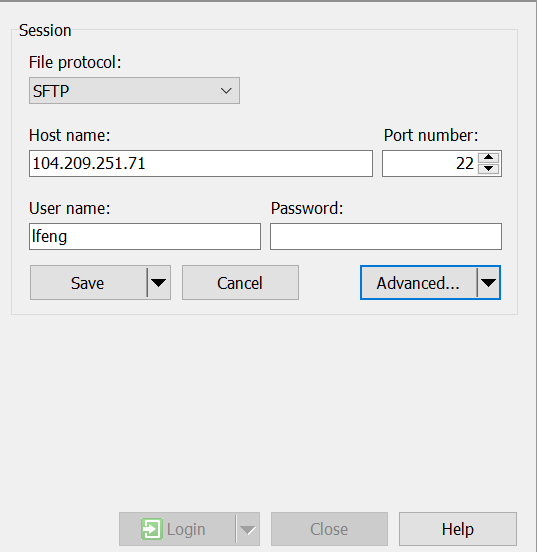 Session
File protocol:
SFTP
Host name: Port number:
104.209.251.71 22
User name: Password:
lfeng
Save Cancel Advanced...
Login Close Help